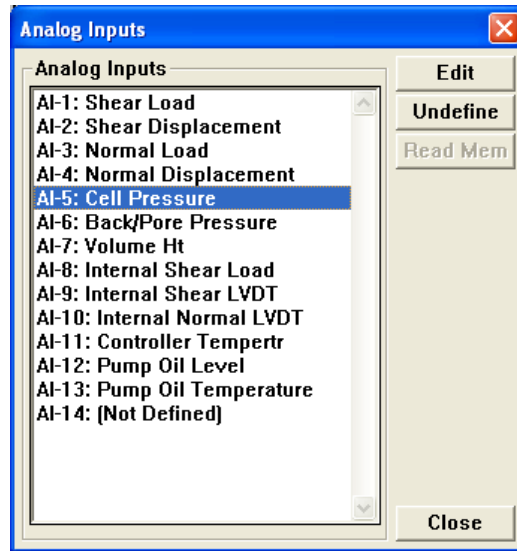 Analog Inputs
Analog Inputs
AI-1: Shear Load
AI-2: Shear Displacement
AI-3: Normal Load
AI-4: Normal Displacement
AI-5: Cell Pressure
AI-6: Back/Pore Pressure
AI-7: Volume Ht
AI-8: Internal Shear Load
AI-9: Internal Shear LVDT
AI-10: Internal Normal LVDT
AI-11: Controller Tempertr
AI-12: Pump Oil Level
AI-13: Pump Oil Temperature
AI-14: (Not Defined)
Edit
Undefine
Read Mem
Close